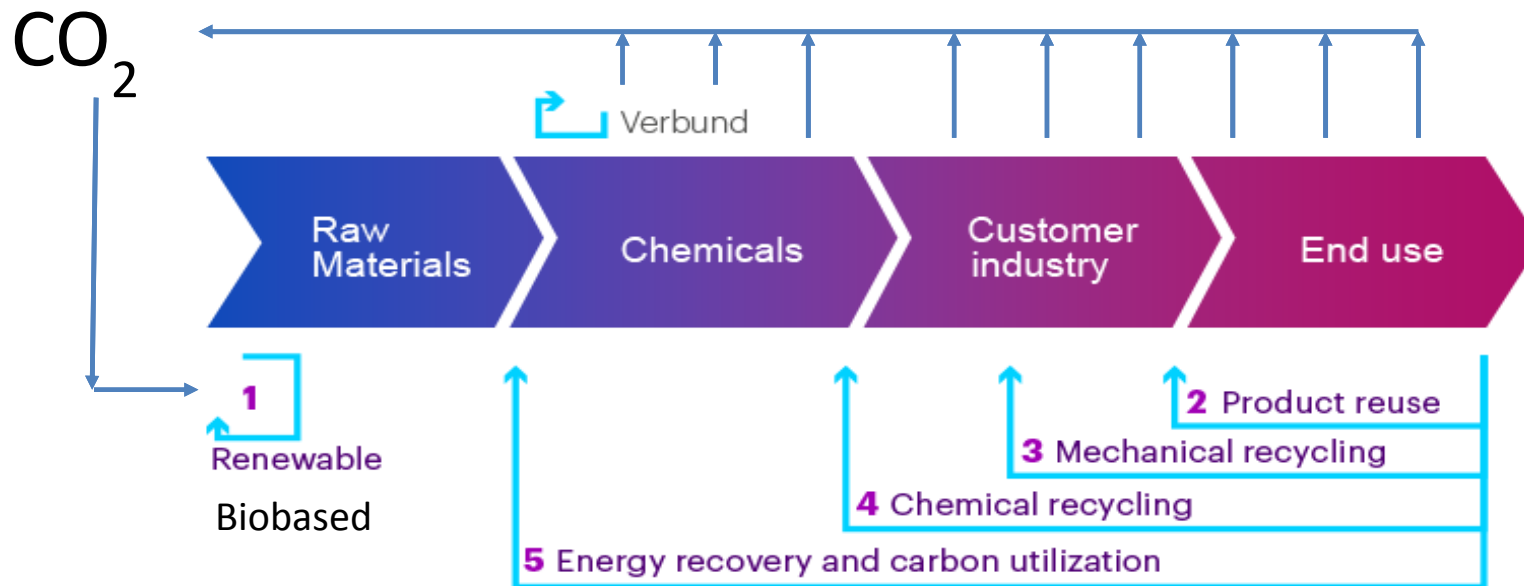 CO2
Verbund
Raw
Materials
Chemicals
Customer
industry
End use
1
Renewable
Biobased
2 Product reuse
3 Mechanical recycling
4 Chemical recycling
5 Energy recovery and carbon utilization